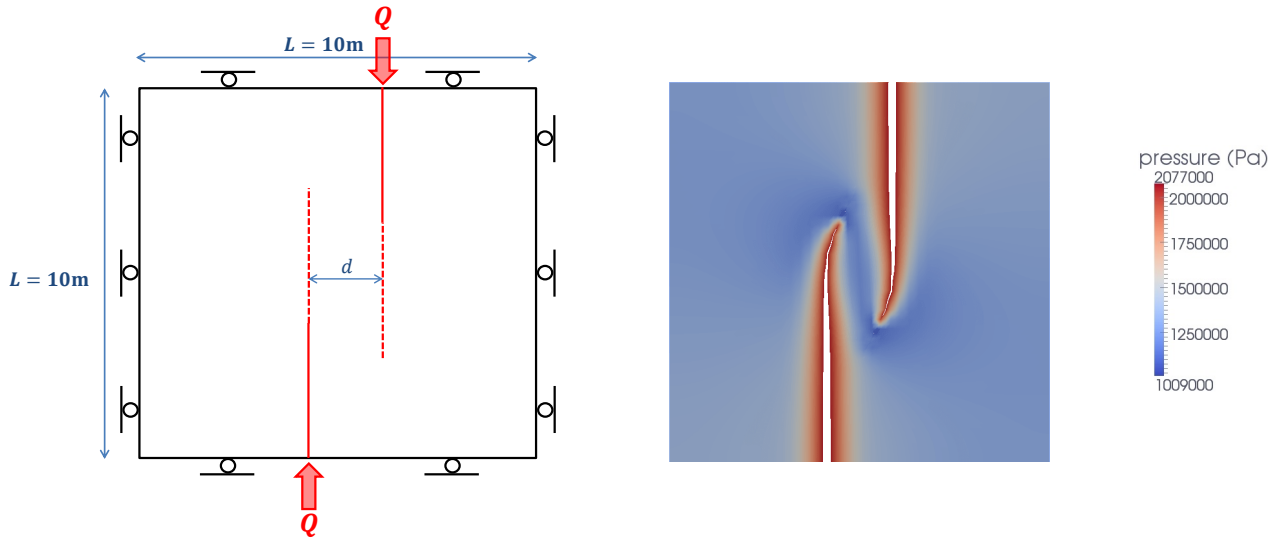 Q
L = 10m
d
L = 10m
Q
pressure (Pa)
2077000
2000000
1750000
1500000
1250000
1009000